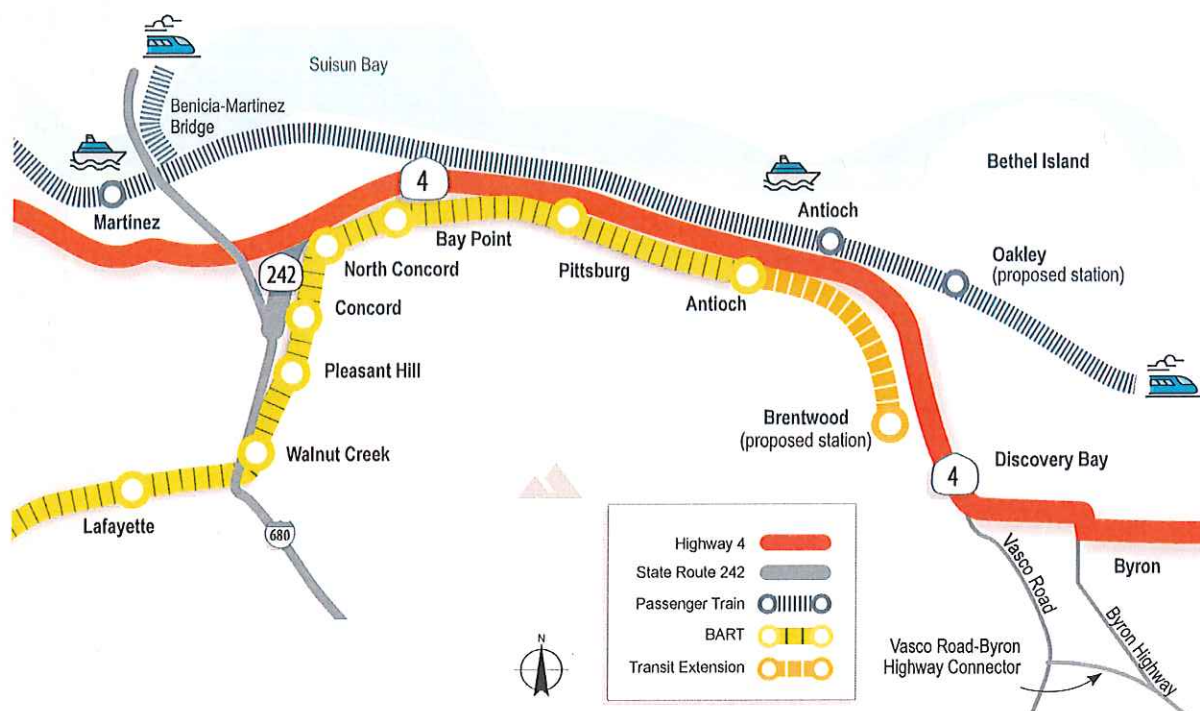 Suisun Bay
Benicia-Martinez
Bridge
Bethel Island
4
Martinez
Antioch
Bay Point
Oakley
(proposed station)
North Concord
Pittsburg
242
Antioch
Concord
Pleasant Hill
Brentwood
(proposed station)
Walnut Creek
Discovery Bay
4
Lafayette
680
Highway 4
State Route 242
Passenger Train
BART
Transit Extension
Byron
Vasco Road
Byron Highway
Vasco Road-Byron
Highway Connector
N